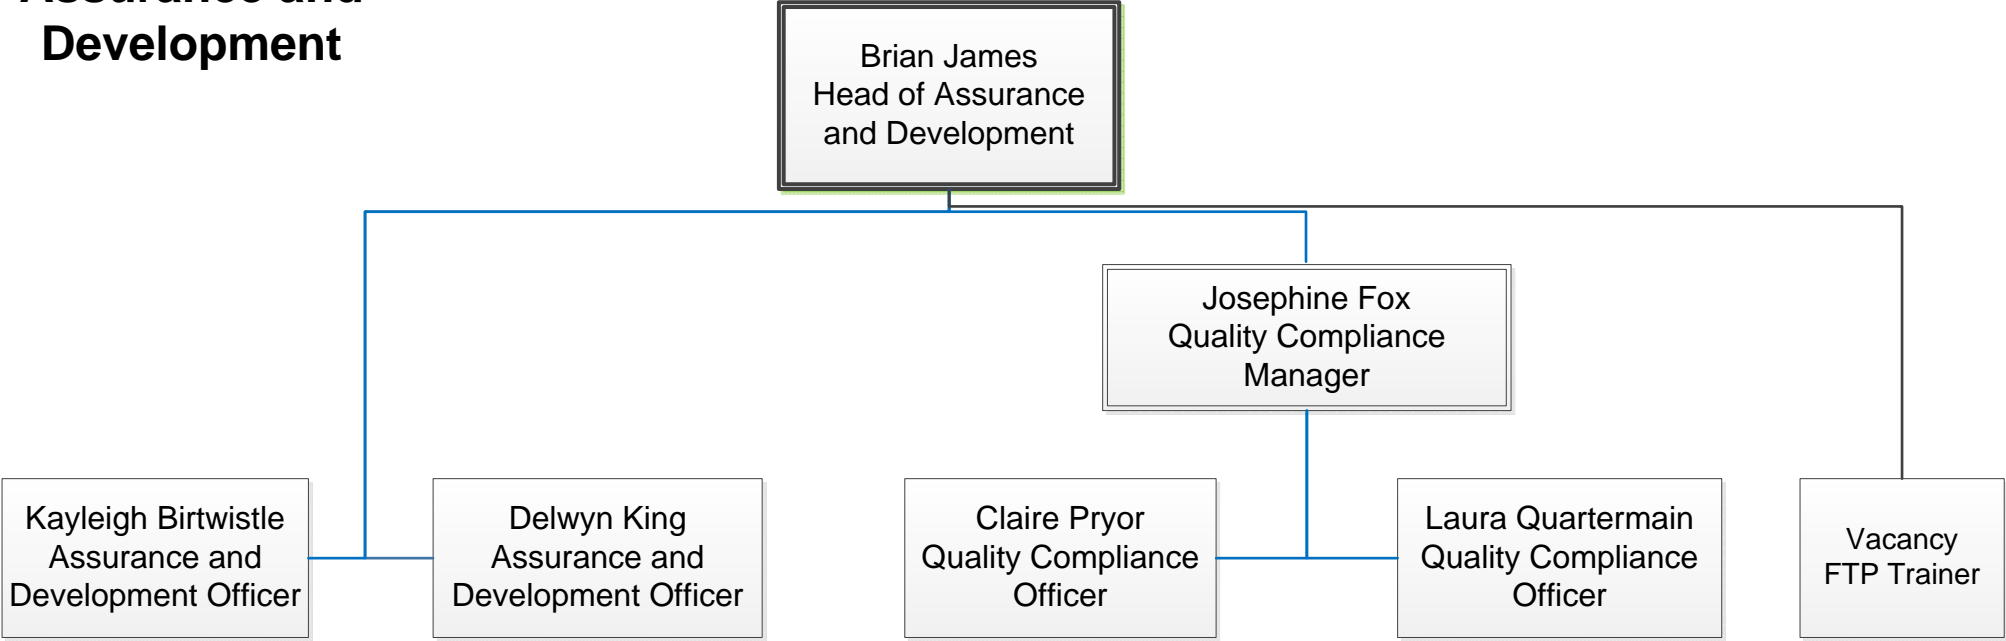 Assurance and
Development
Brian James
Head of Assurance
and Development
Josephine Fox
Quality Compliance
Manager
Kayleigh Birtwistle
Assurance and
Development Officer
Delwyn King
Assurance and
Development Officer
Claire Pryor
Quality Compliance
Officer
Laura Quartermain
Quality Compliance
Officer
Vacancy
FTP Trainer